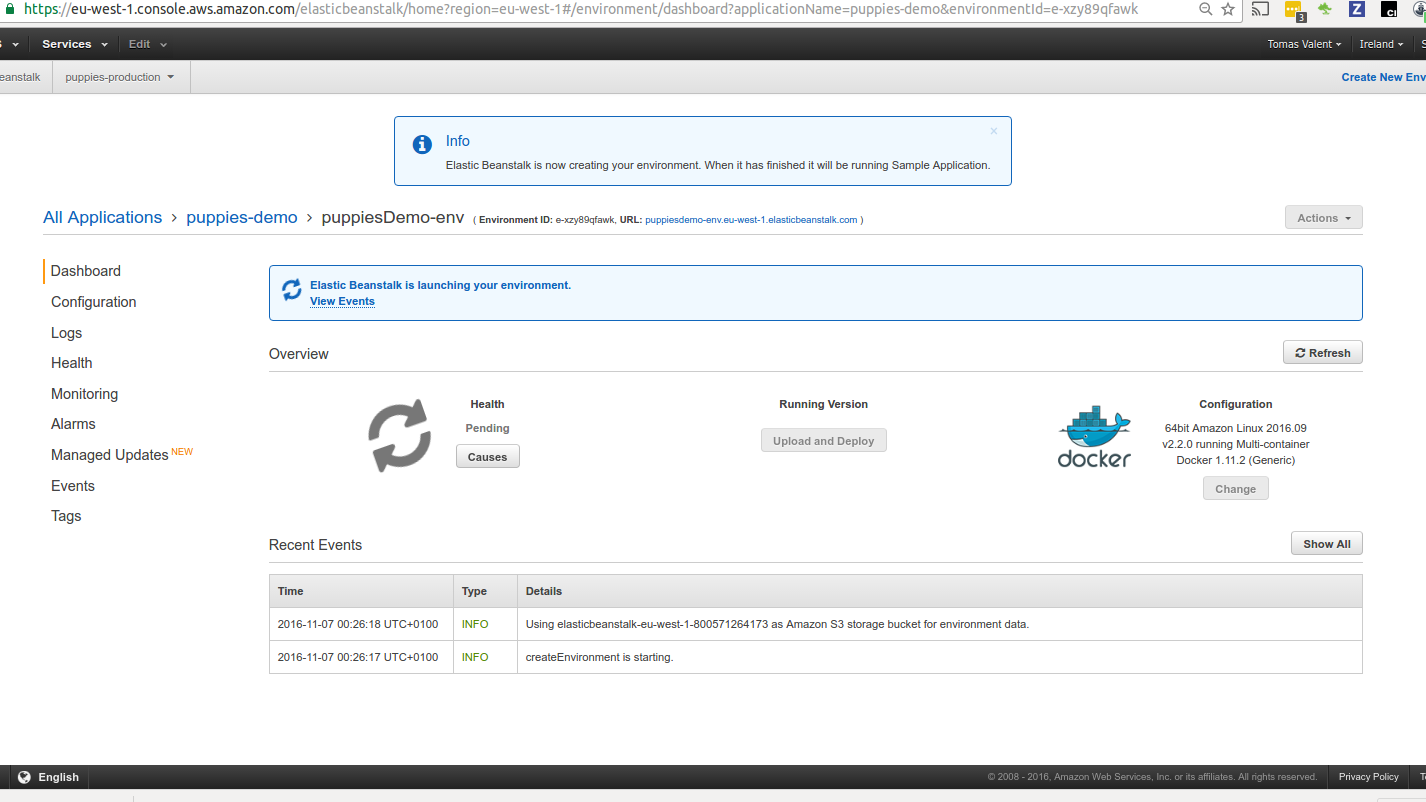 https://eu-west-1.console.aws.amazon.com/elasticbeanstalk/home?region=eu-west-1#/environment/dashboard?applicationName=puppies-demo&environmentId=e-xzy89qfawk
3
Z
CI
Services Edit Tomas Valent Ireland S
eanstalk puppies-production Create New Env
Info ×
Elastic Beanstalk is now creating your environment. When it has finished it will be running Sample Application.
All Applications › puppies-demo › puppiesDemo-env ( Environment ID: e-xzy89qfawk, URL: puppiesdemo-env.eu-west-1.elasticbeanstalk.com ) Actions
Dashboard
Configuration
Logs
Health
Monitoring
Alarms
Managed Updates NEW
Events
Tags
Elastic Beanstalk is launching your environment.
View Events
Overview Refresh
Health
Pending
Causes
Running Version
Upload and Deploy
docker
Configuration
64bit Amazon Linux 2016.09
v2.2.0 running Multi-container
Docker 1.11.2 (Generic)
Change
Recent Events Show All
Time Type Details
2016-11-07 00:26:18 UTC+0100 INFO Using elasticbeanstalk-eu-west-1-800571264173 as Amazon S3 storage bucket for environment data.
2016-11-07 00:26:17 UTC+0100 INFO createEnvironment is starting.
English © 2008 - 2016, Amazon Web Services, Inc. or its affiliates. All rights reserved. Privacy Policy